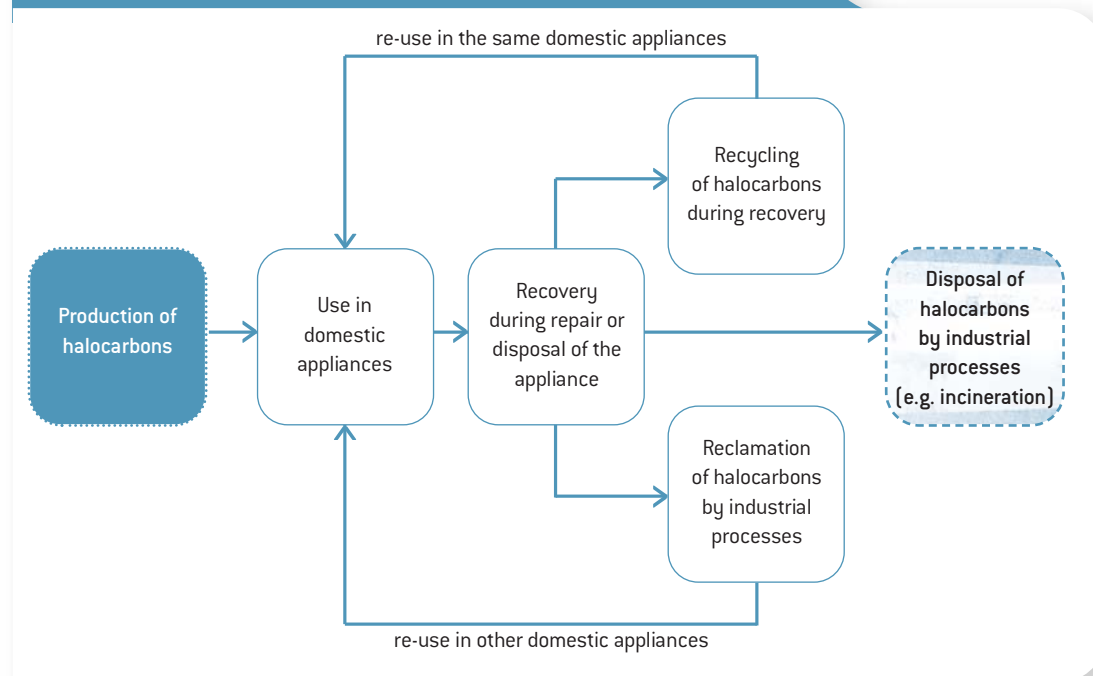 re-use in the same domestic appliances
Recycling
of halocarbons
during recovery
Production of
halocarbons
Use in
domestic
appliances
Recovery
during repair or
disposal of the
appliance
Disposal of
halocarbons
by industrial
processes
(e.g. incineration)
Reclamation
of halocarbons
by industrial
processes
re-use in other domestic appliances